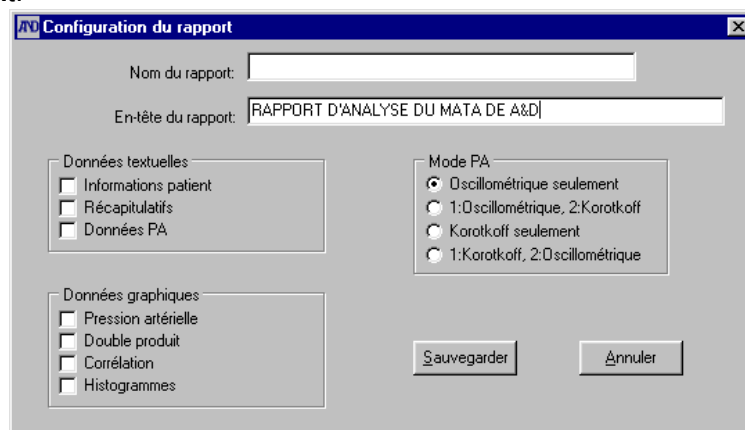 AND Configuration du rapport
Nom du rapport:
En-tête du rapport: RAPPORT D'ANALYSE DU MATA DE A&D
Données textuelles
Informations patient
Récapitulatifs
Données PA
Mode PA
Oscillométrique seulement
1:Oscillométrique, 2:Korotkoff
Korotkoff seulement
1:Korotkoff, 2:Oscillométrique
Données graphiques
Pression artérielle
Double produit
Corrélation
Histogrammes
Sauvegarder
Annuler